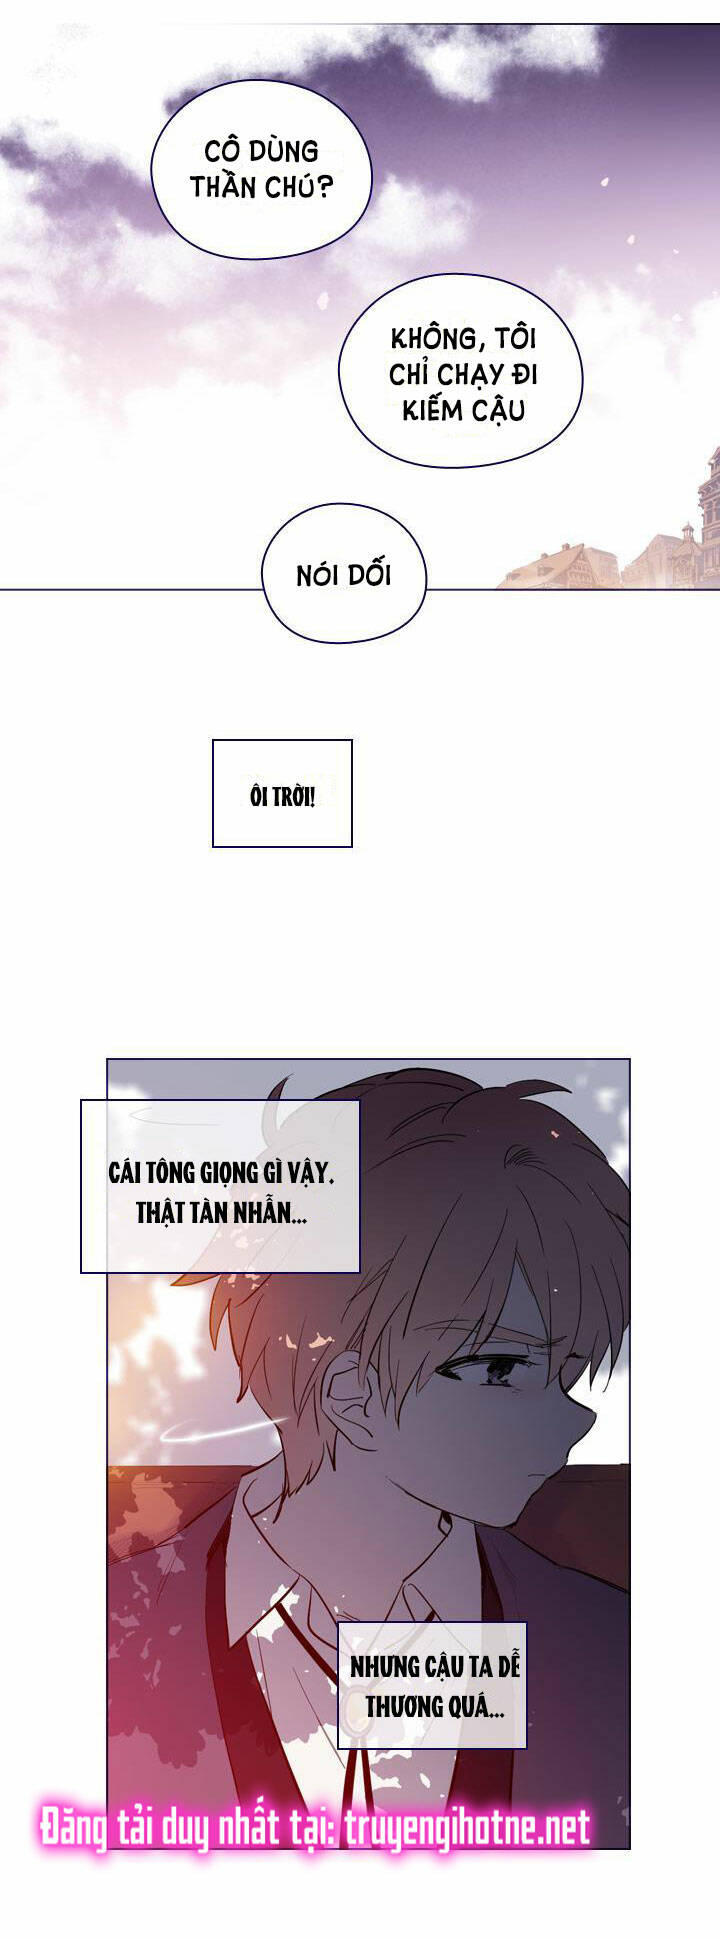 CÔ DÙNG
THẦN CHÚ?
KHÔNG, TÔI
CHỈ CHẠY ĐI
KIẾM CẬU
NÓI DỐI
ÔI TRỜI!
CÁI TÔNG GIỌNG GÌ VẬY.
THẬT TÀN NHẪN...
NHƯNG CẬU TA DỄ
THƯƠNG QUÁ...
Đăng tải duy nhất tại: truyengihotne.net